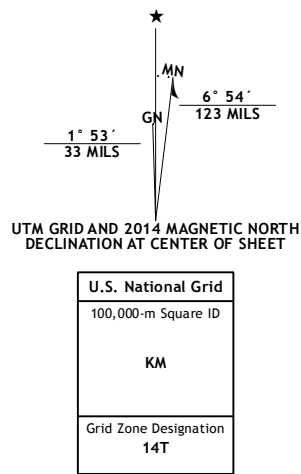 ★
MN
GN
6° 54´
123 MILS
1° 53´
33 MILS
UTM GRID AND 2014 MAGNETIC NORTH
DECLINATION AT CENTER OF SHEET
U.S. National Grid
100,000-m Square ID
KM
Grid Zone Designation
14T